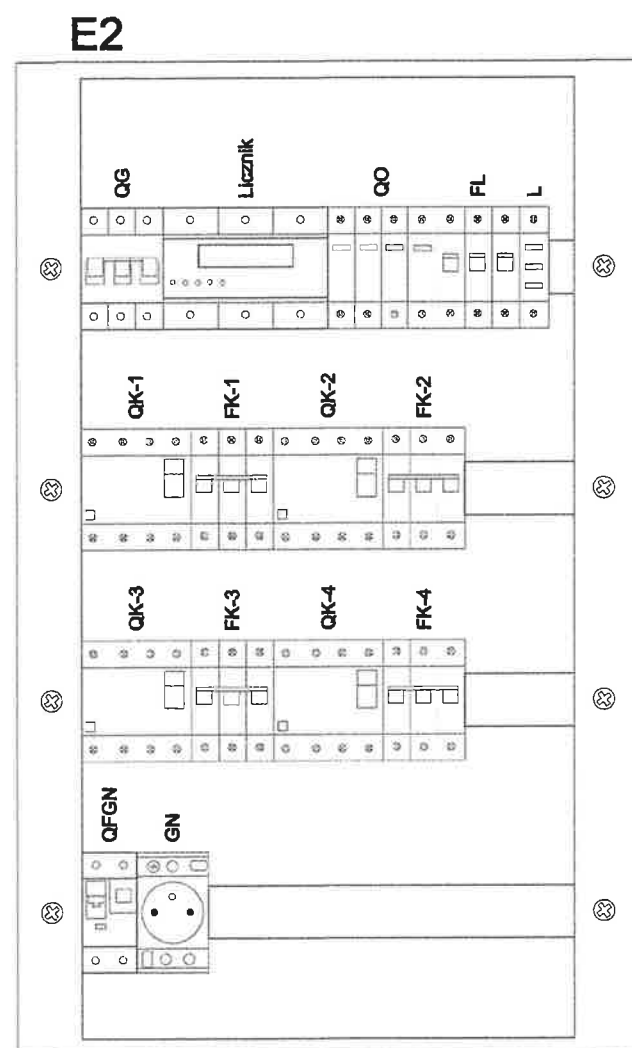 E2
QG
Licznik
QO
FL
L
QK-1
FK-1
QK-2
FK-2
QK-3
FK-3
QK-4
FK-4
QFGN
GN